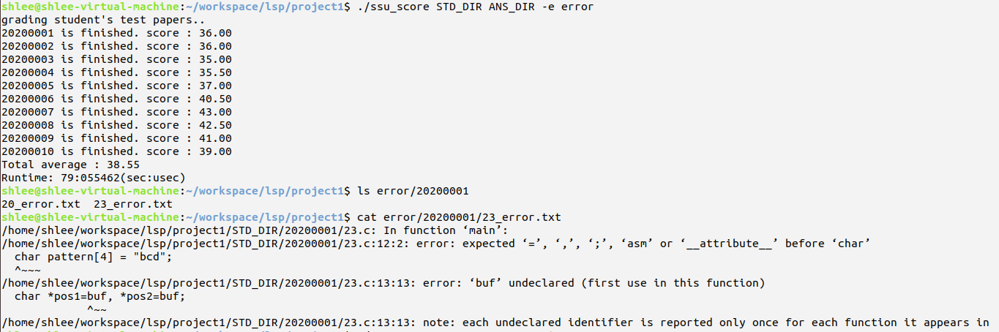 shlee@shlee-virtual-machine:~/workspace/lsp/project1$ ./ssu_score STD_DIR ANS_DIR -e error
grading student's test papers..
20200001 is finished. score : 36.00
20200002 is finished. score : 36.00
20200003 is finished. score : 35.00
20200004 is finished. score : 35.50
20200005 is finished. score : 37.00
20200006 is finished. score : 40.50
20200007 is finished. score : 43.00
20200008 is finished. score : 42.50
20200009 is finished. score : 41.00
20200010 is finished. score : 39.00
Total average : 38.55
Runtime: 79:055462(sec:usec)
shlee@shlee-virtual-machine:~/workspace/lsp/project1$ ls error/20200001
20_error.txt  23_error.txt
shlee@shlee-virtual-machine:~/workspace/lsp/project1$ cat error/20200001/23_error.txt
/home/shlee/workspace/lsp/project1/STD_DIR/20200001/23.c: In function ‘main’:
/home/shlee/workspace/lsp/project1/STD_DIR/20200001/23.c:12:2: error: expected ‘=’, ‘,’, ‘;’, ‘asm’ or ‘__attribute__’ before ‘char’
  char pattern[4] = "bcd";
  ^~~~
/home/shlee/workspace/lsp/project1/STD_DIR/20200001/23.c:13:13: error: ‘buf’ undeclared (first use in this function)
  char *pos1=buf, *pos2=buf;
             ^~~
/home/shlee/workspace/lsp/project1/STD_DIR/20200001/23.c:13:13: note: each undeclared identifier is reported only once for each function it appears in